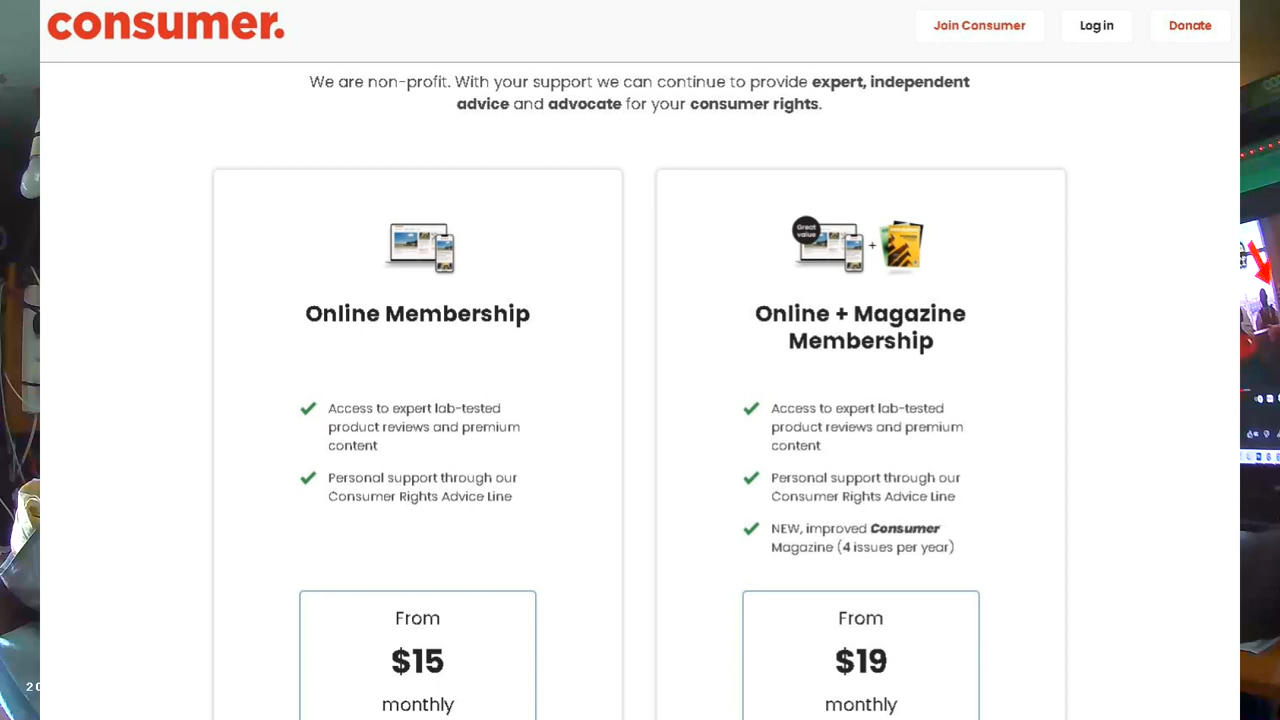 consumer.
Join Consumer
Log in
Donate
We are non-profit. With your support we can continue to provide expert, independent
advice and advocate for your consumer rights.
Great
value
+
Online Membership
Access to expert lab-tested
product reviews and premium
content
Personal support through our
Consumer Rights Advice Line
From
$15
monthly
Online + Magazine
Membership
Access to expert lab-tested
product reviews and premium
content
Personal support through our
Consumer Rights Advice Line
NEW, improved Consumer
Magazine (4 issues per year)
From
$19
monthly
20